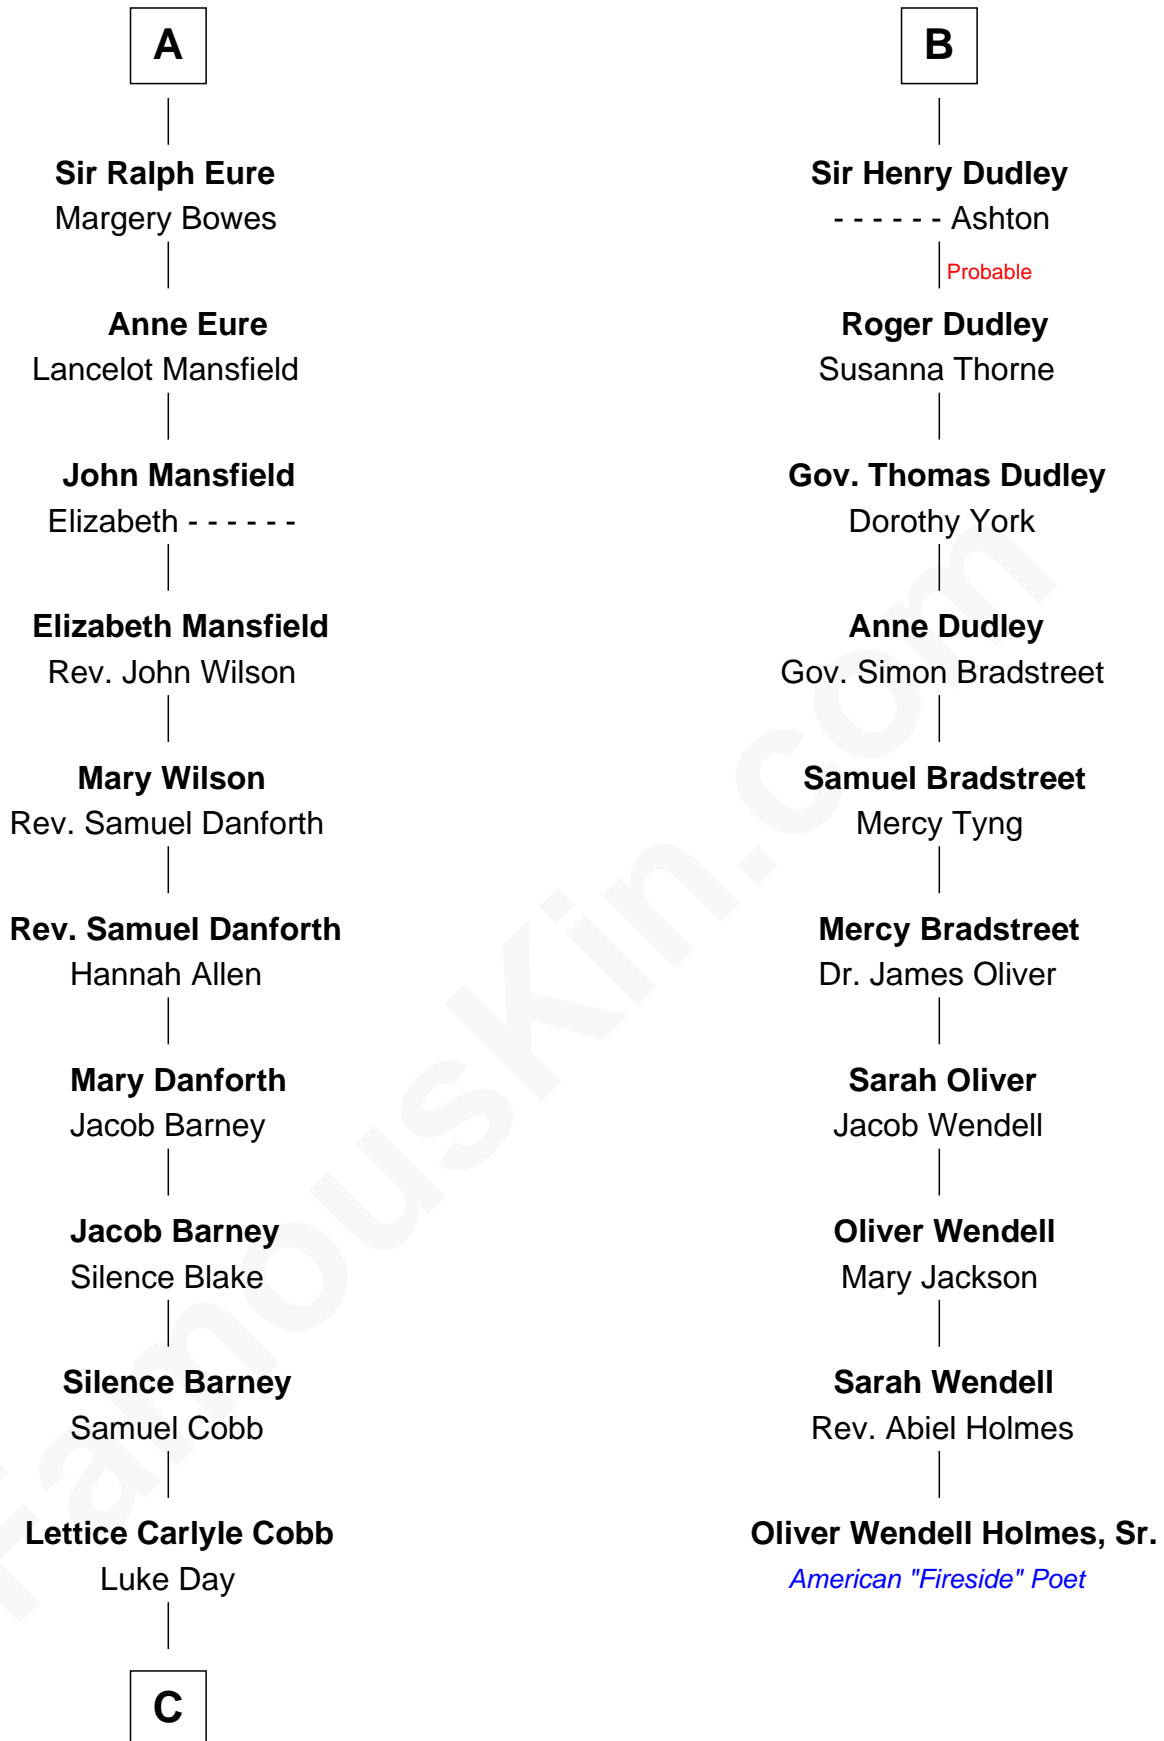 A
Sir Ralph Eure
Margery Bowes
Anne Eure
Lancelot Mansfield
John Mansfield
Elizabeth - - - - - -
Elizabeth Mansfield
Rev. John Wilson
Mary Wilson
Rev. Samuel Danforth
Rev. Samuel Danforth
Hannah Allen
Mary Danforth
Jacob Barney
Jacob Barney
Silence Blake
Silence Barney
Samuel Cobb
Lettice Carlyle Cobb
Luke Day
C
B
Sir Henry Dudley
- - - - - - Ashton
Probable
Roger Dudley
Susanna Thorne
Gov. Thomas Dudley
Dorothy York
Anne Dudley
Gov. Simon Bradstreet
Samuel Bradstreet
Mercy Tyng
Mercy Bradstreet
Dr. James Oliver
Sarah Oliver
Jacob Wendell
Oliver Wendell
Mary Jackson
Sarah Wendell
Rev. Abiel Holmes
Oliver Wendell Holmes, Sr.
American "Fireside" Poet
FamousKin.com